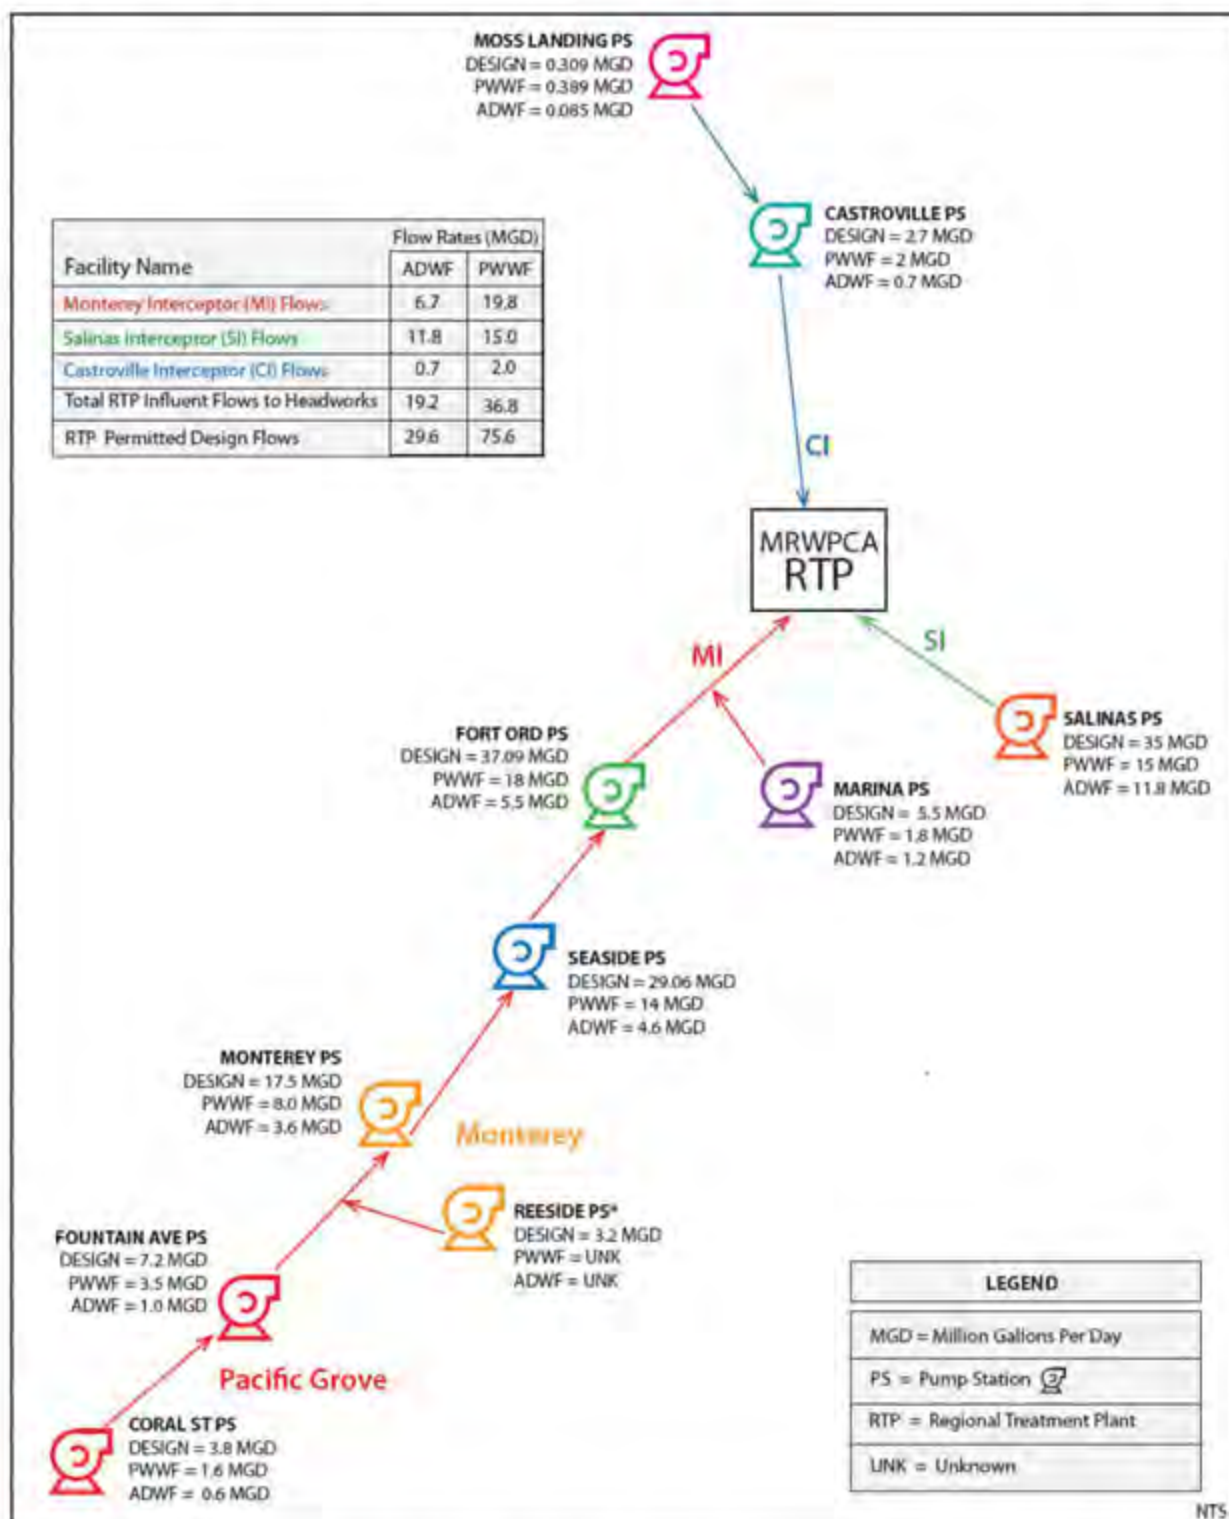 MOSS LANDING PS
DESIGN = 0.309 MGD
PWWF = 0.389 MGD
ADWF = 0.085 MGD
CASTROVILLE PS
DESIGN = 2.7 MGD
PWWF = 2 MGD
ADWF = 0.7 MGD
Flow Rates (MGD)
Facility Name ADWF PWWF
Monterey Interceptor (MI) Flows 6.7 19.8
Salinas Interceptor (SI) Flows 11.8 15.0
Castroville Interceptor (CI) Flows 0.7 2.0
Total RTP Influent Flows to Headworks 19.2 36.8
RTP Permitted Design Flows 29.6 75.6
CI
MRWPCA
RTP
MI
SI
FORT ORD PS
DESIGN = 37.09 MGD
PWWF = 18 MGD
ADWF = 5.5 MGD
SALINAS PS
DESIGN = 35 MGD
PWWF = 15 MGD
ADWF = 11.8 MGD
MARINA PS
DESIGN = 5.5 MGD
PWWF = 1.8 MGD
ADWF = 1.2 MGD
SEASIDE PS
DESIGN = 29.06 MGD
PWWF = 14 MGD
ADWF = 4.6 MGD
MONTEREY PS
DESIGN = 17.5 MGD
PWWF = 8.0 MGD
ADWF = 3.6 MGD
Monterey
REESIDE PS*
DESIGN = 3.2 MGD
PWWF = UNK
ADWF = UNK
FOUNTAIN AVE PS
DESIGN = 7.2 MGD
PWWF = 3.5 MGD
ADWF = 1.0 MGD
Pacific Grove
CORAL ST PS
DESIGN = 3.8 MGD
PWWF = 1.6 MGD
ADWF = 0.6 MGD
LEGEND
MGD = Million Gallons Per Day
PS = Pump Station
RTP = Regional Treatment Plant
UNK = Unknown
NTS